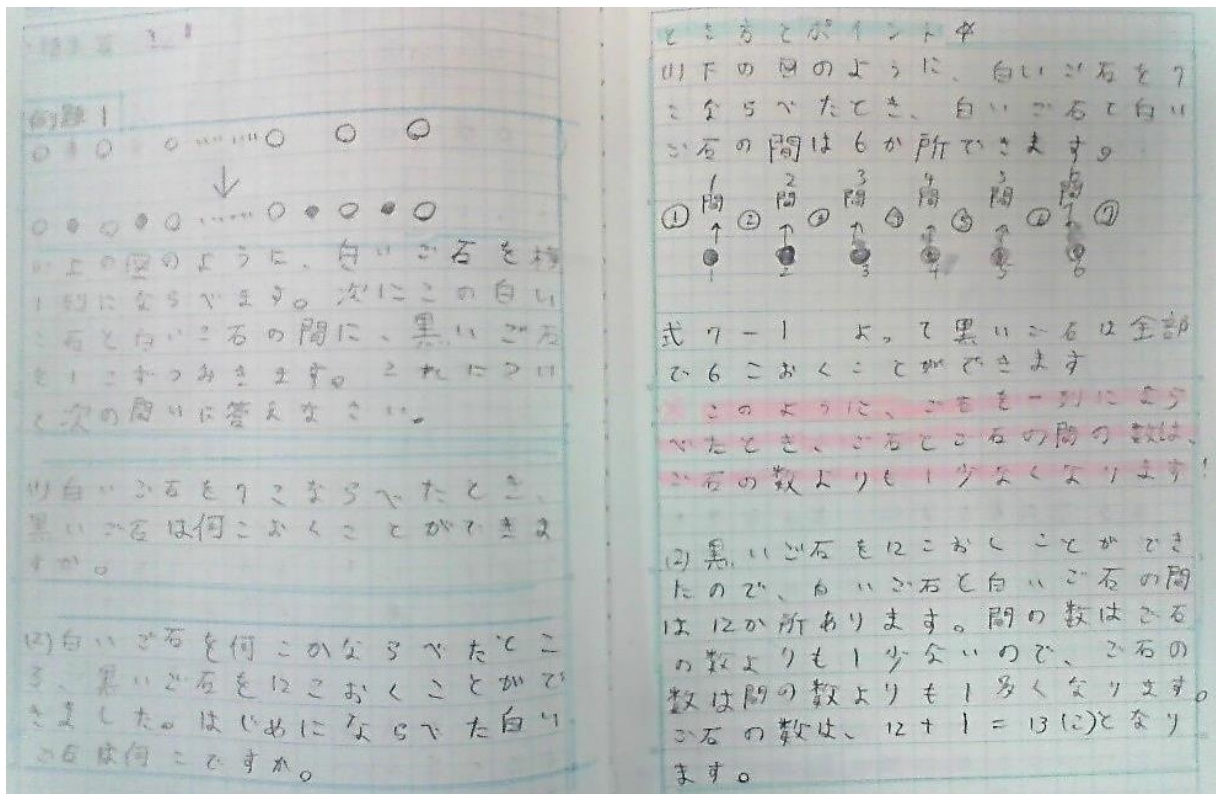 例題1
(1)上の図のように、白いご石を横
1列にならべます。次にこの白い
ご石と白いご石の間に、黒いご石
を1こずつおきます。これについ
て次の問いに答えなさい。
(1)白いご石を7こならべたとき、
黒いご石は何こおくことができま
すか。
(2)白いご石を何こかならべたとこ
ろ、黒いご石を12こおくことがで
きました。はじめにならべた白い
ご石は何こですか。
とき方とポイント
(1)下の図のように、白いご石を7
こならべたとき、白いご石と白い
ご石の間は6か所できます。
1 2 3 4 5 6
① 間 ② 間 ③ 間 ④ 間 ⑤ 間 ⑥ 間 ⑦
↑ ↑ ↑ ↑ ↑ ↑
1 2 3 4 5 6
式 7-1 よって黒いご石は全部
で6こおくことができます
このように、ご石を一列になら
べたとき、ご石とご石の間の数は、
ご石の数よりも1少なくなります!
(2)黒いご石を12こおくことができ
たので、白いご石と白いご石の間
は12か所あります。間の数はご石
の数よりも1少ないので、ご石の
数は間の数よりも1多くなります。
ご石の数は、12+1=13(こ)となり
ます。